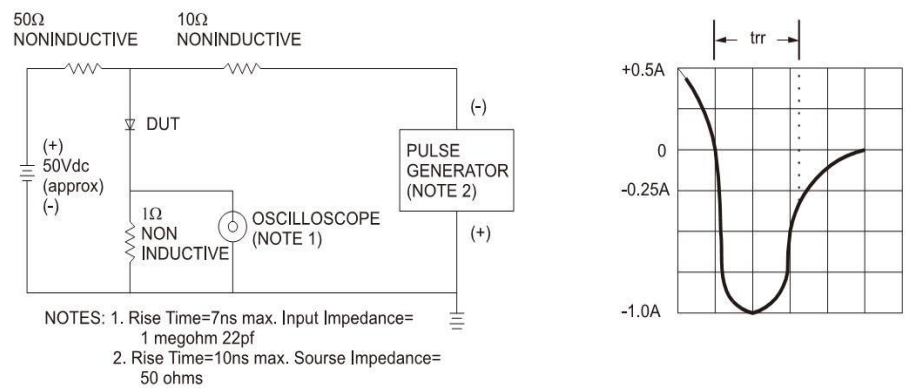 50Ω
NONINDUCTIVE
10Ω
NONINDUCTIVE
DUT
(+)
50Vdc
(approx)
(-)
1Ω
NON
INDUCTIVE
OSCILLOSCOPE
(NOTE 1)
(-)
PULSE
GENERATOR
(NOTE 2)
(+)
NOTES: 1. Rise Time=7ns max. Input Impedance=
1 megohm 22pf
2. Rise Time=10ns max. Sourse Impedance=
50 ohms
trr
+0.5A
0
-0.25A
-1.0A